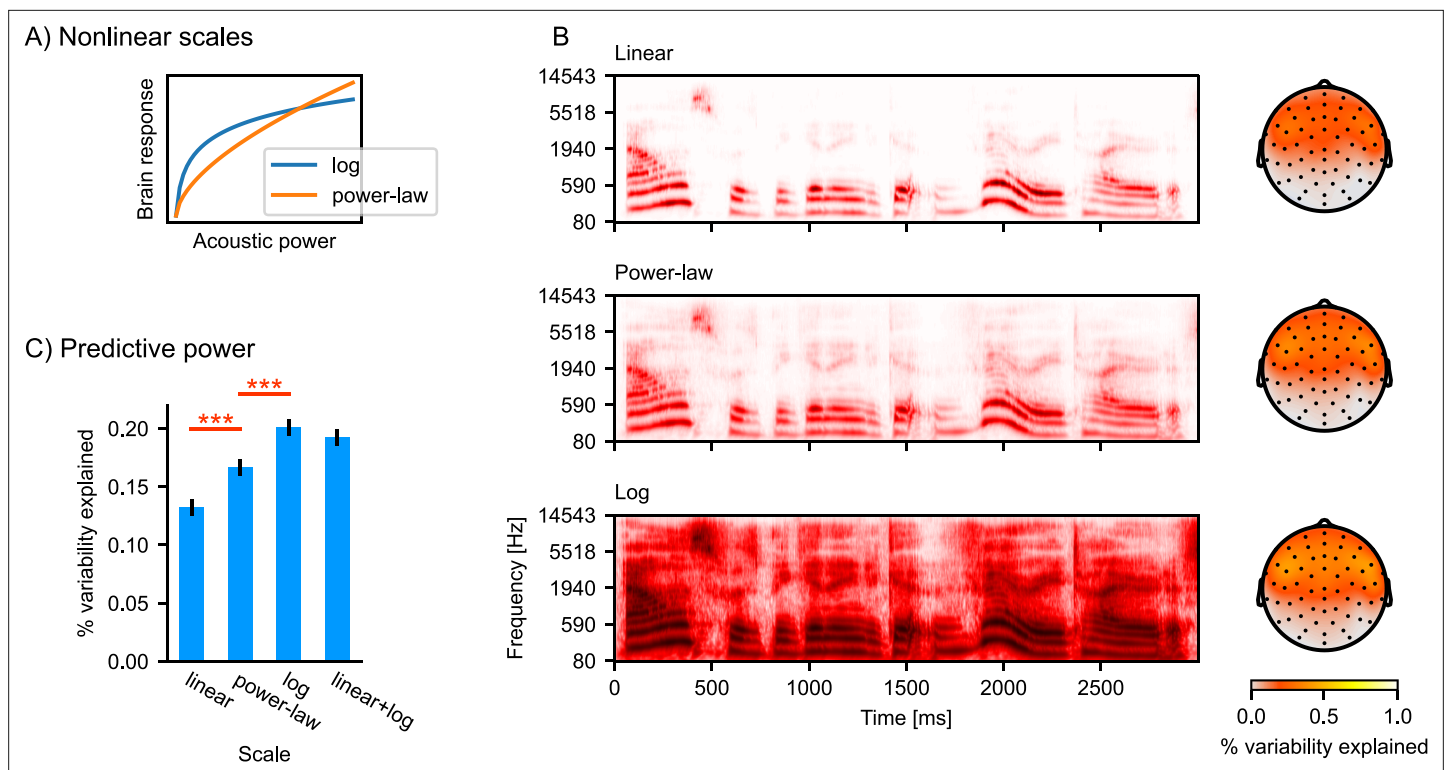 A) Nonlinear scales
Brain response
log
power-law
Acoustic power
B
Linear
14543
5518
1940
590
80
Power-law
14543
5518
1940
590
80
Log
Frequency [Hz]
14543
5518
1940
590
80
0 500 1000 1500 2000 2500
Time [ms]
0.0 0.5 1.0
% variability explained
C) Predictive power
***
***
% variability explained
0.20
0.15
0.10
0.05
0.00
linear power-law log linear+log
Scale